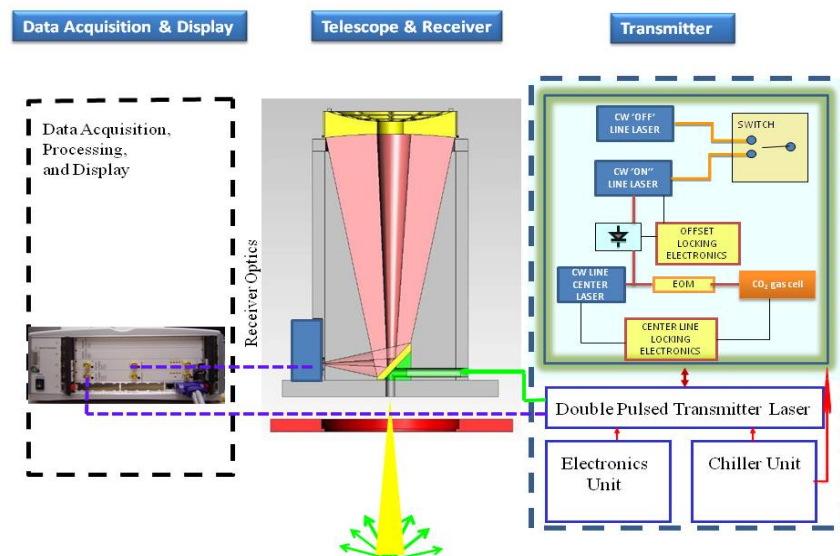 Data Acquisition & Display
Telescope & Receiver
Transmitter
Data Acquisition,
Processing,
and Display
Receiver Optics
CW 'OFF'
LINE LASER
SWITCH
CW 'ON"
LINE LASER
OFFSET
LOCKING
ELECTRONICS
CW LINE
CENTER
LASER
EOM
CO₂ gas cell
CENTER LINE
LOCKING
ELECTRONICS
Double Pulsed Transmitter Laser
Electronics
Unit
Chiller Unit